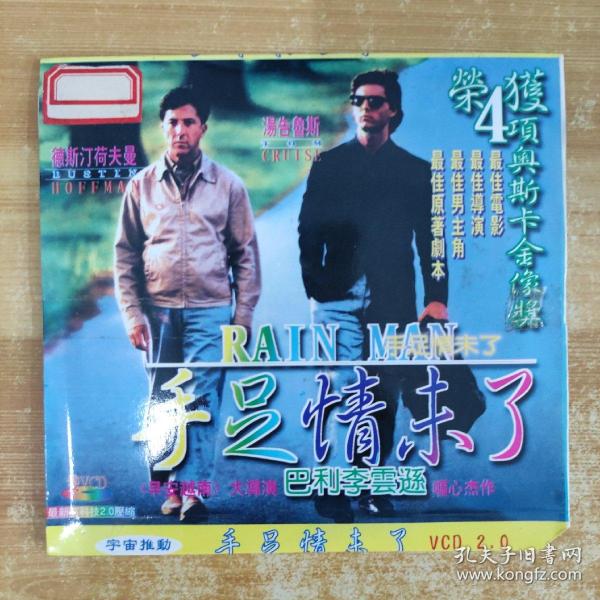 榮獲4項奧斯卡金像獎
最佳電影
最佳導演
最佳男主角
最佳原著劇本
湯告魯斯
TOM
CRUISE
德斯汀荷夫曼
DUSTIN
HOFFMAN
RAIN MAN
手足情未了
手足情未了
《早安越南》大導演 巴利李雲遜 嘔心杰作
VCD
2.0壓縮
宇宙推動 手足情未了 VCD 2.0
孔夫子旧书网
www.kongfz.com